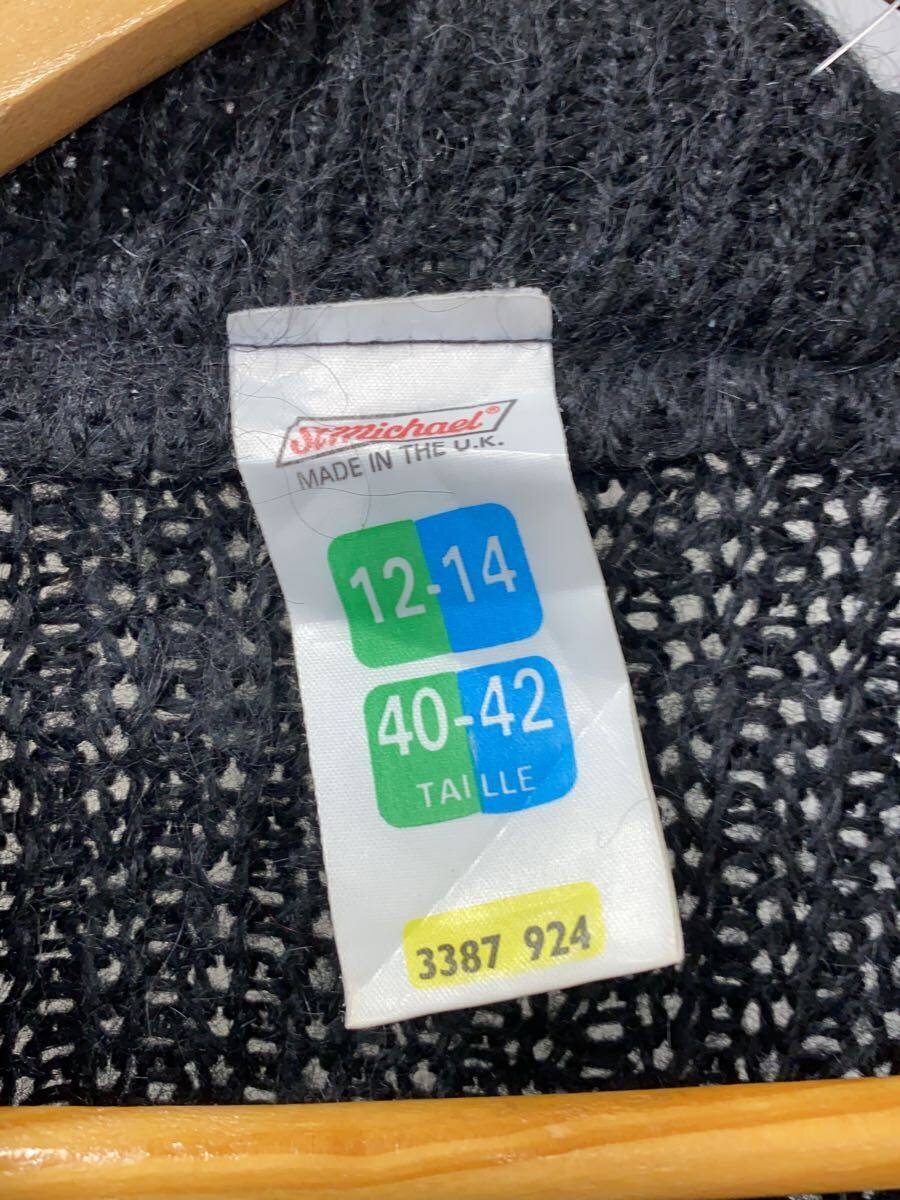 St Michael®
MADE IN THE U.K.
12-14
40-42
TAILLE
3387 924